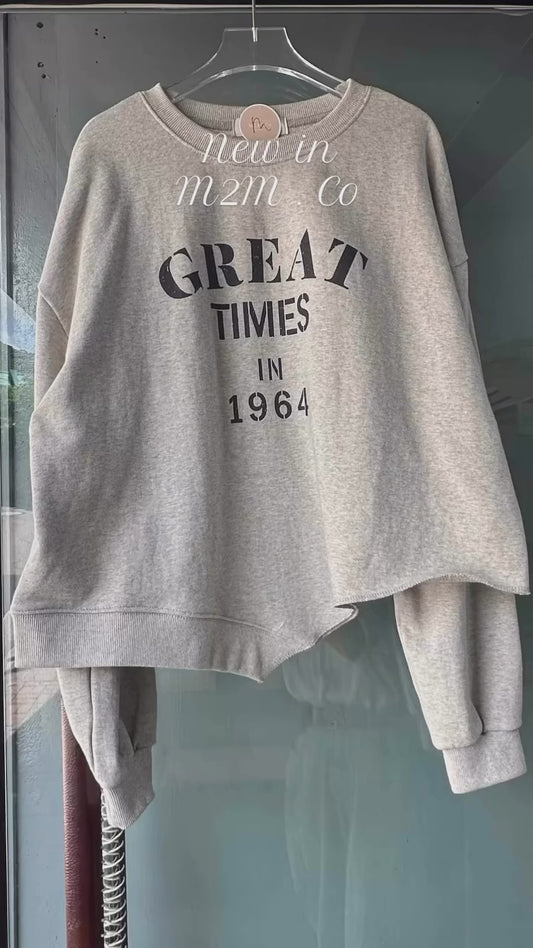 New in
M2M . Co
GREAT
TIMES
IN
1964